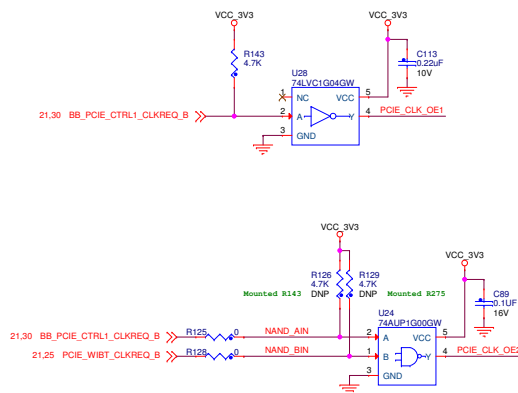 VCC_3V3
VCC_3V3
R143
4.7K
C113
0.22uF
10V
U28
74LVC1G04GW
1 NC VCC 5
21,30 BB_PCIE_CTRL1_CLKREQ_B 2 A Y 4 PCIE_CLK_OE1
3 GND
VCC_3V3
VCC_3V3
R126 R129
4.7K 4.7K
DNP DNP
Mounted R143
Mounted R275
C89
0.1UF
16V
U24
74AUP1G00GW
21,30 BB_PCIE_CTRL1_CLKREQ_B R125 0 NAND_AIN 2 A VCC 5
21,25 PCIE_WIBT_CLKREQ_B R128 0 NAND_BIN 1 B Y 4 PCIE_CLK_OE2
3 GND